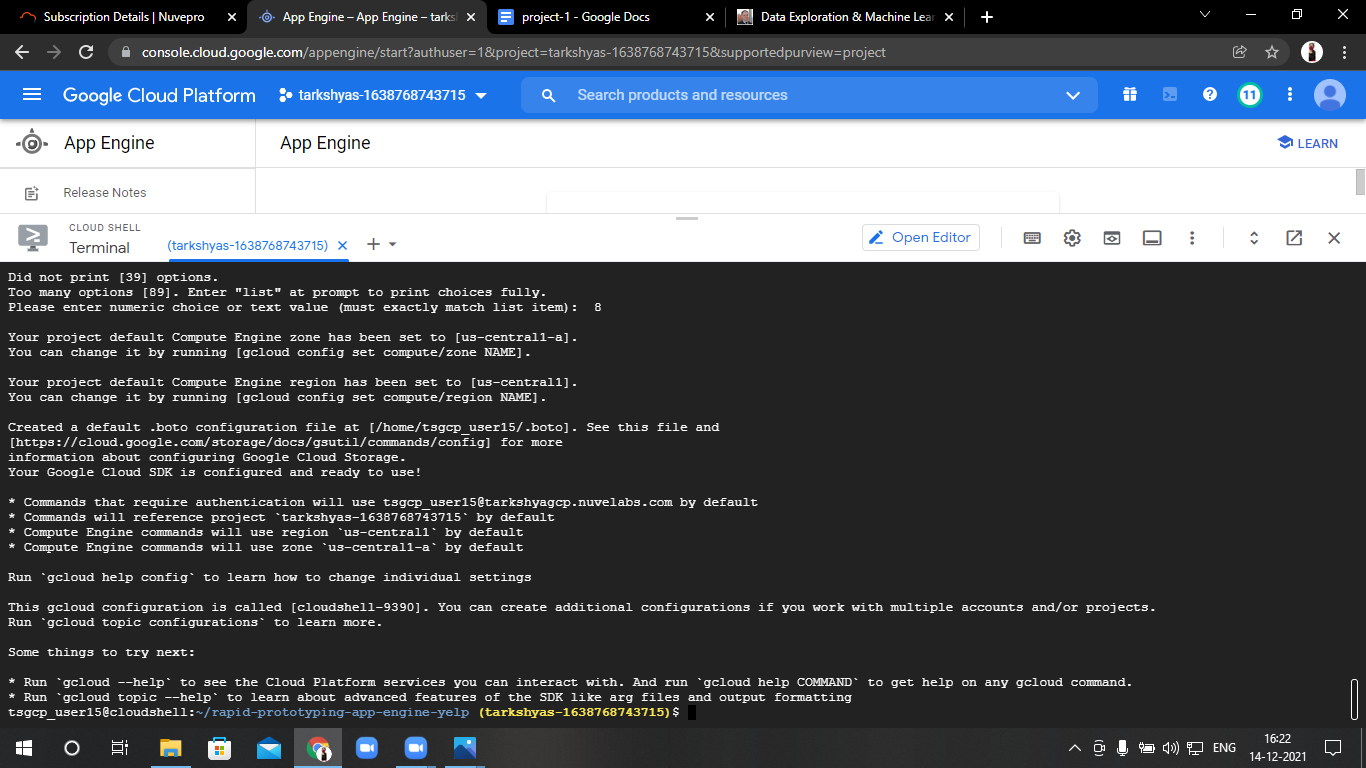 Subscription Details | Nuvepro
App Engine – App Engine – tarksh
project-1 - Google Docs
Data Exploration & Machine Lear
console.cloud.google.com/appengine/start?authuser=1&project=tarkshyas-1638768743715&supportedpurview=project
Google Cloud Platform
tarkshyas-1638768743715
Search products and resources
11
App Engine
App Engine
LEARN
Release Notes
CLOUD SHELL
Terminal
(tarkshyas-1638768743715)
Open Editor
Did not print [39] options.
Too many options [89]. Enter "list" at prompt to print choices fully.
Please enter numeric choice or text value (must exactly match list item):  8
Your project default Compute Engine zone has been set to [us-central1-a].
You can change it by running [gcloud config set compute/zone NAME].
Your project default Compute Engine region has been set to [us-central1].
You can change it by running [gcloud config set compute/region NAME].
Created a default .boto configuration file at [/home/tsgcp_user15/.boto]. See this file and
[https://cloud.google.com/storage/docs/gsutil/commands/config] for more
information about configuring Google Cloud Storage.
Your Google Cloud SDK is configured and ready to use!
* Commands that require authentication will use tsgcp_user15@tarkshyagcp.nuvelabs.com by default
* Commands will reference project `tarkshyas-1638768743715` by default
* Compute Engine commands will use region `us-central1` by default
* Compute Engine commands will use zone `us-central1-a` by default
Run `gcloud help config` to learn how to change individual settings
This gcloud configuration is called [cloudshell-9390]. You can create additional configurations if you work with multiple accounts and/or projects.
Run `gcloud topic configurations` to learn more.
Some things to try next:
* Run `gcloud --help` to see the Cloud Platform services you can interact with. And run `gcloud help COMMAND` to get help on any gcloud command.
* Run `gcloud topic --help` to learn about advanced features of the SDK like arg files and output formatting
tsgcp_user15@cloudshell:~/rapid-prototyping-app-engine-yelp (tarkshyas-1638768743715)$
ENG
16:22
14-12-2021